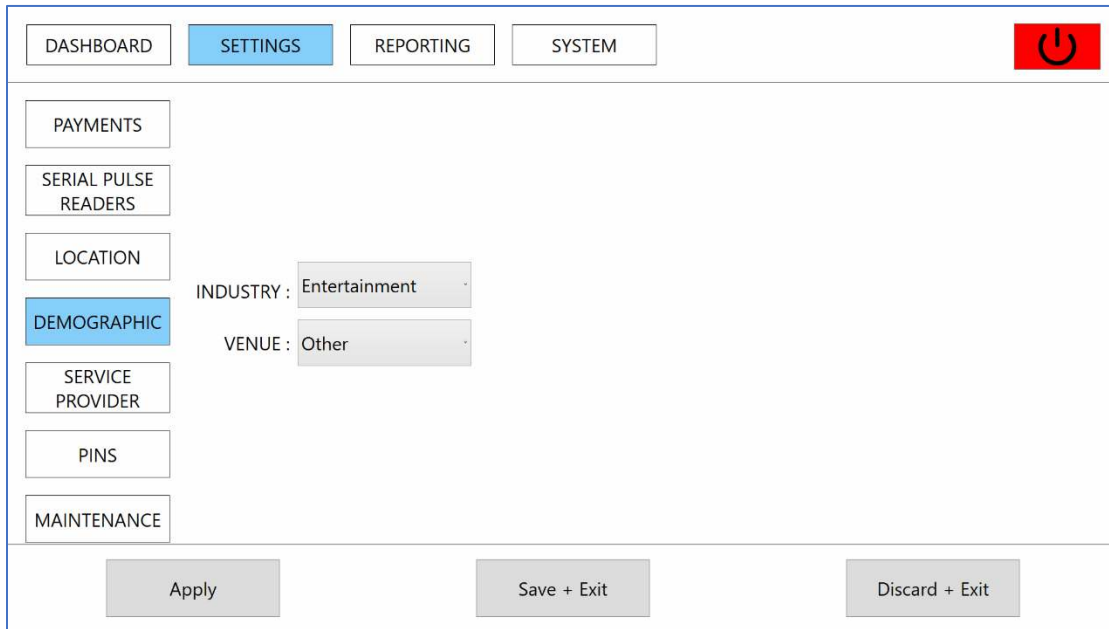 DASHBOARD
SETTINGS
REPORTING
SYSTEM
PAYMENTS
SERIAL PULSE
READERS
LOCATION
DEMOGRAPHIC
SERVICE
PROVIDER
PINS
MAINTENANCE
INDUSTRY : Entertainment
VENUE : Other
Apply
Save + Exit
Discard + Exit